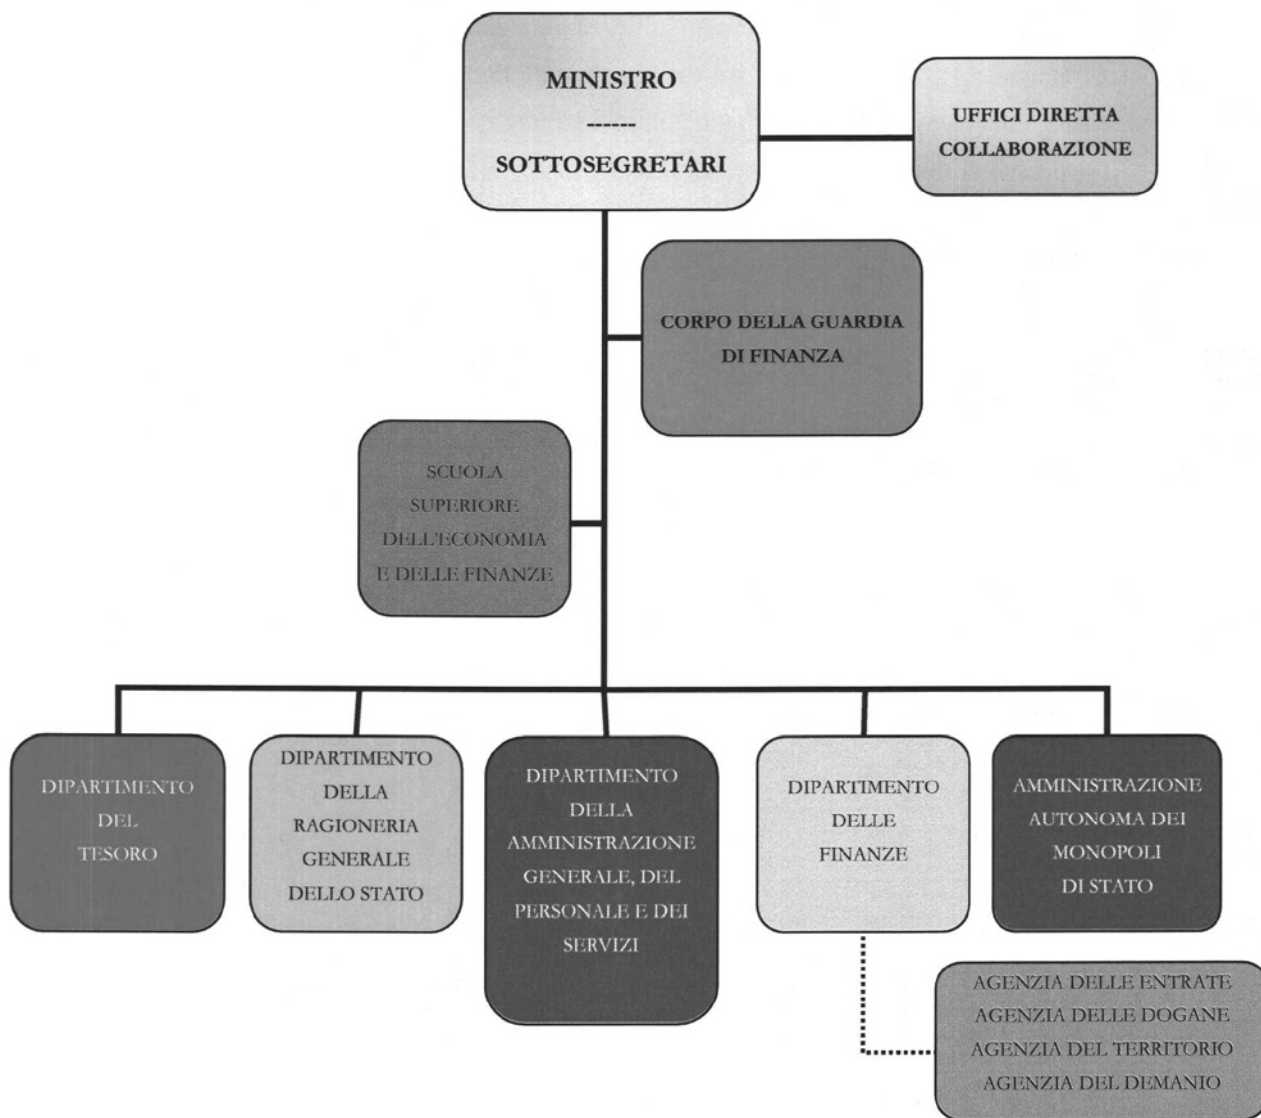 MINISTRO
------
SOTTOSEGRETARI
UFFICI DIRETTA
COLLABORAZIONE
CORPO DELLA GUARDIA
DI FINANZA
SCUOLA
SUPERIORE
DELL'ECONOMIA
E DELLE FINANZE
DIPARTIMENTO
DEL
TESORO
DIPARTIMENTO
DELLA
RAGIONERIA
GENERALE
DELLO STATO
DIPARTIMENTO
DELLA
AMMINISTRAZIONE
GENERALE, DEL
PERSONALE E DEI
SERVIZI
DIPARTIMENTO
DELLE
FINANZE
AMMINISTRAZIONE
AUTONOMA DEI
MONOPOLI
DI STATO
AGENZIA DELLE ENTRATE
AGENZIA DELLE DOGANE
AGENZIA DEL TERRITORIO
AGENZIA DEL DEMANIO